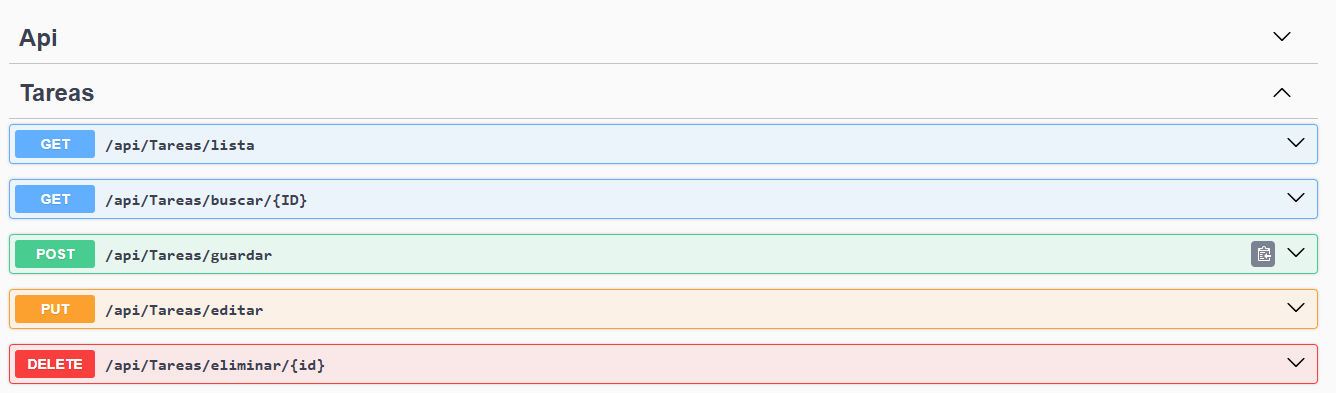 Api
Tareas
GET /api/Tareas/lista
GET /api/Tareas/buscar/{ID}
POST /api/Tareas/guardar
PUT /api/Tareas/editar
DELETE /api/Tareas/eliminar/{id}